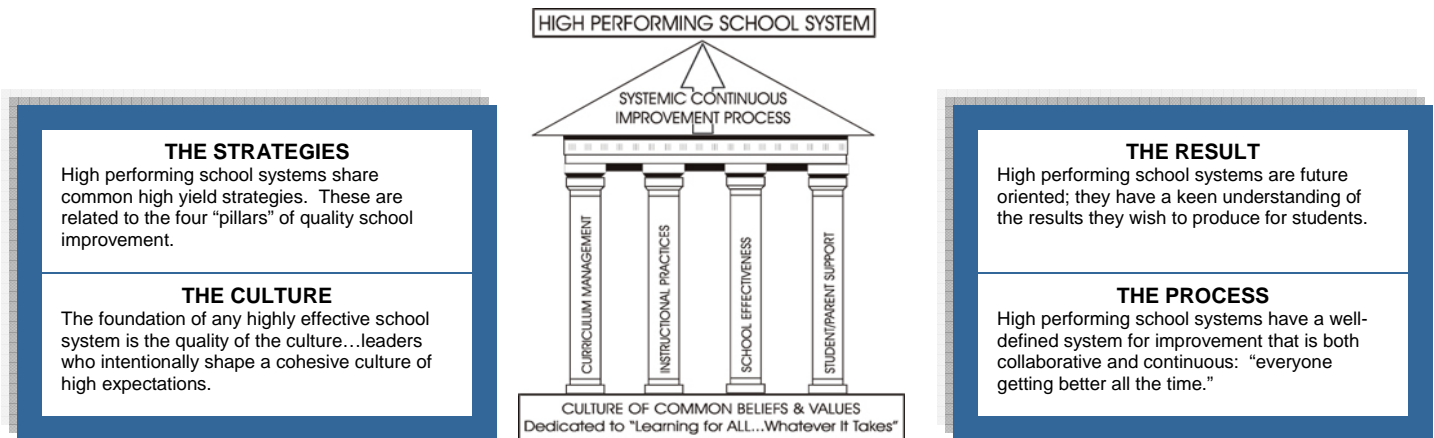 THE STRATEGIES
High performing school systems share
common high yield strategies.  These are
related to the four “pillars” of quality school
improvement.
THE CULTURE
The foundation of any highly effective school
system is the quality of the culture…leaders
who intentionally shape a cohesive culture of
high expectations.
HIGH PERFORMING SCHOOL SYSTEM
SYSTEMIC CONTINUOUS
IMPROVEMENT PROCESS
CURRICULUM MANAGEMENT
INSTRUCTIONAL PRACTICES
SCHOOL EFFECTIVENESS
STUDENT/PARENT SUPPORT
CULTURE OF COMMON BELIEFS & VALUES
Dedicated to “Learning for ALL...Whatever It Takes”
THE RESULT
High performing school systems are future
oriented; they have a keen understanding of
the results they wish to produce for students.
THE PROCESS
High performing school systems have a well-
defined system for improvement that is both
collaborative and continuous:  “everyone
getting better all the time.”